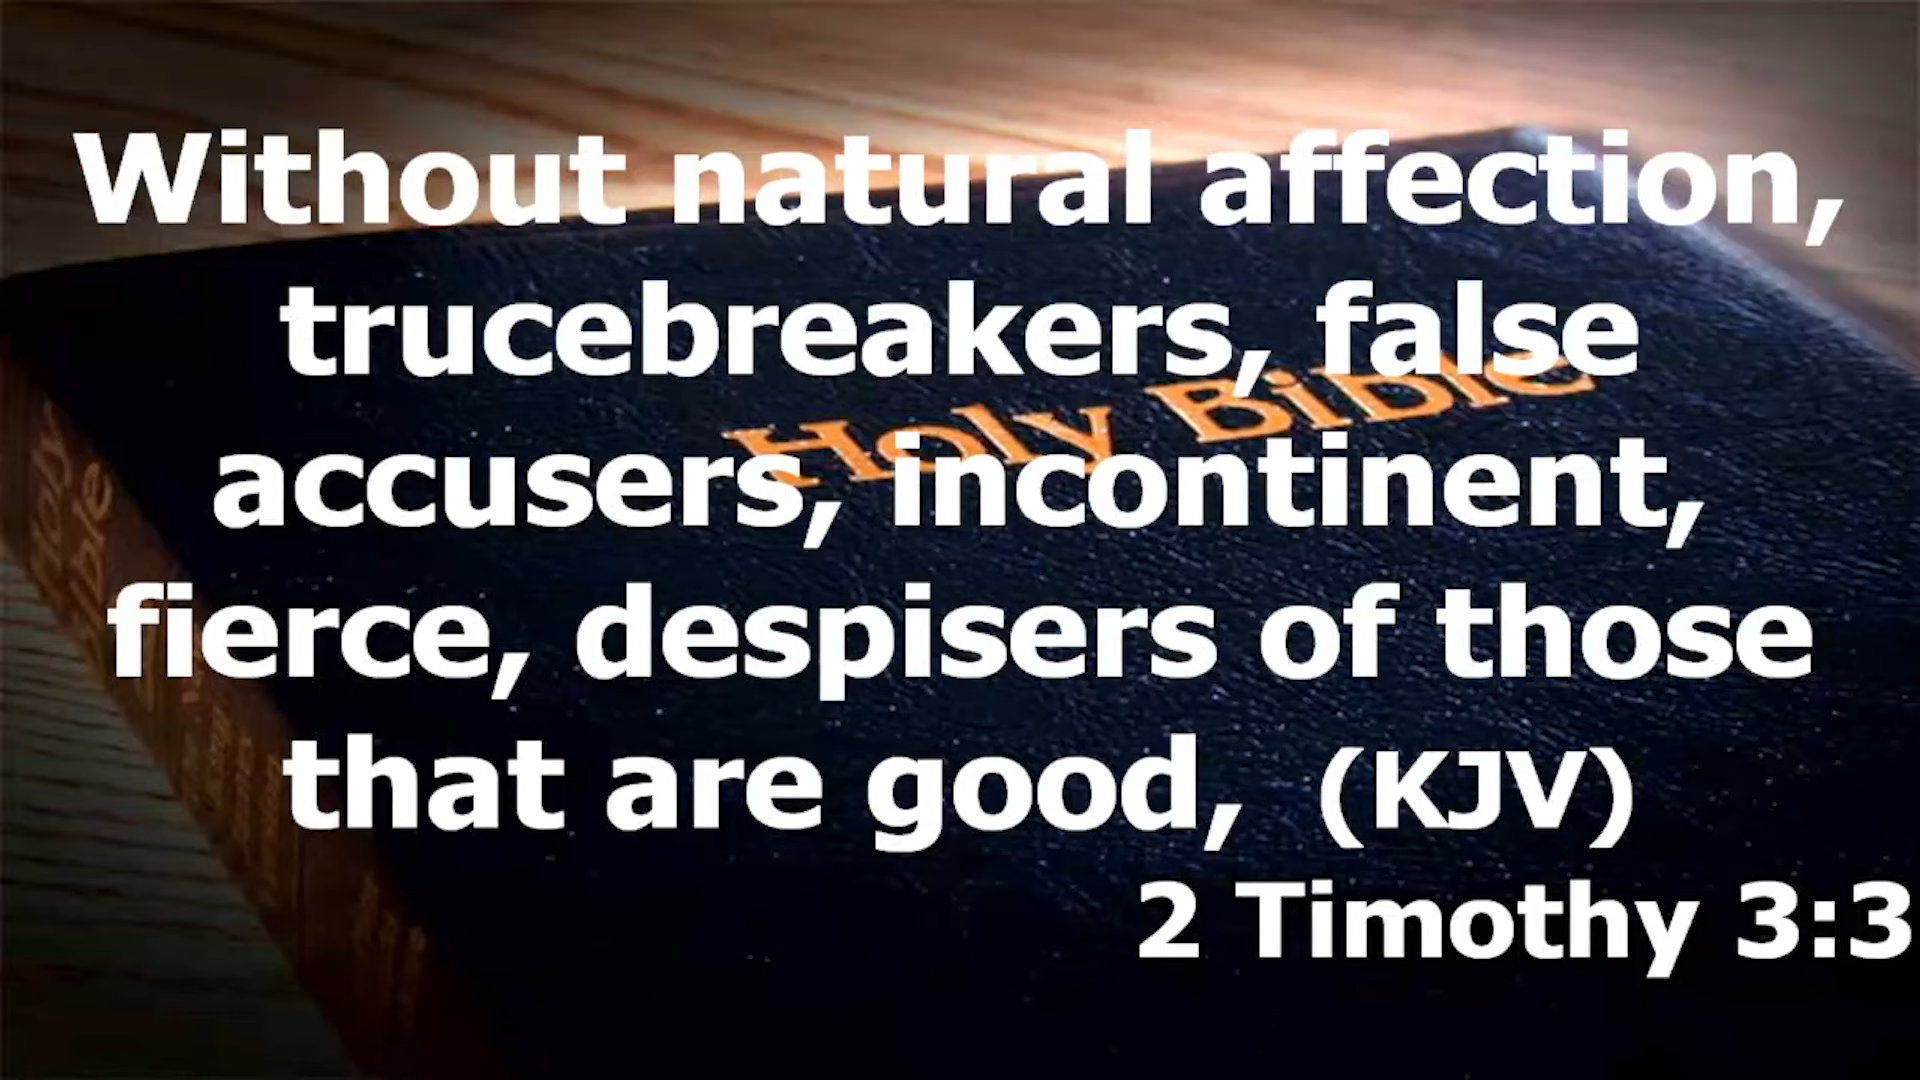 Without natural affection,
trucebreakers, false
Holy Bible
accusers, incontinent,
fierce, despisers of those
that are good, (KJV)
2 Timothy 3:3